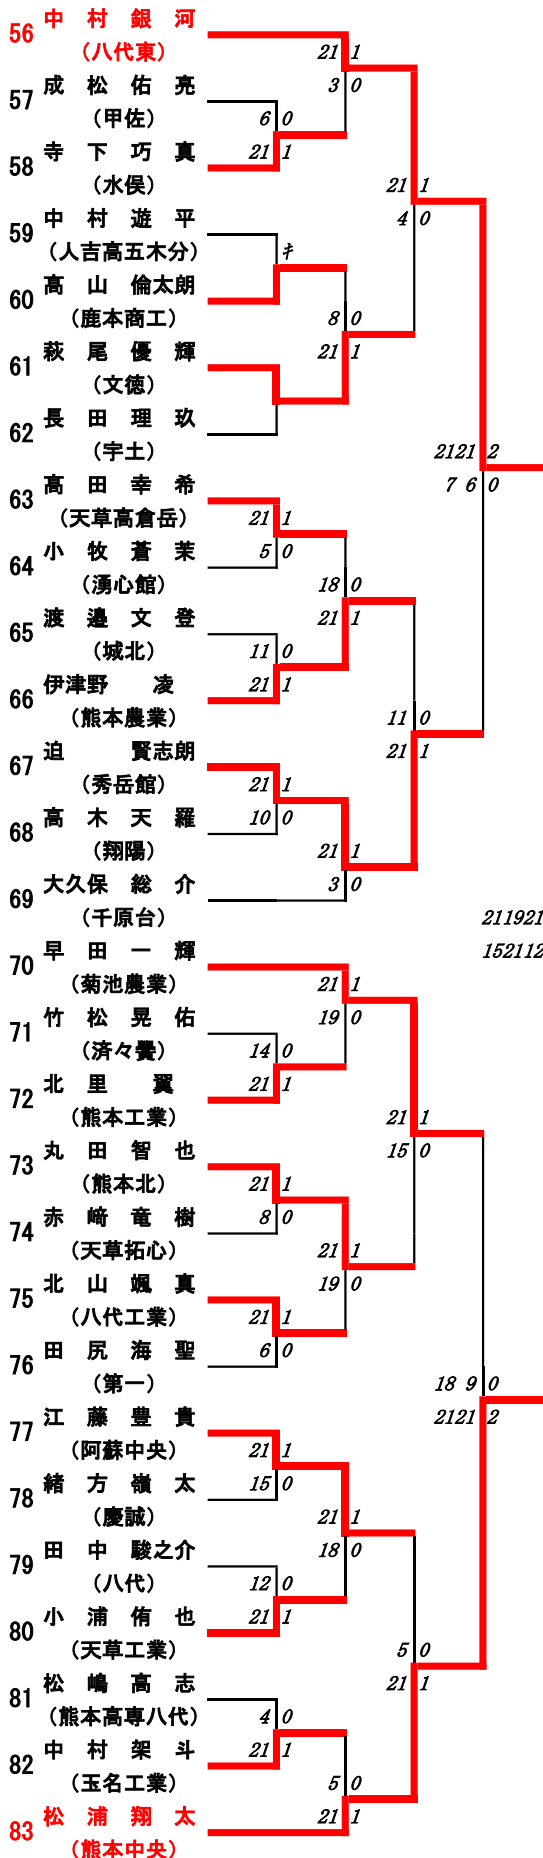 56 中村 銀河
(八代東)
21 1
3 0
57 成松 佑亮
(甲佐)
6 0
21 1
58 寺下 巧真
(水俣)
21 1
4 0
59 中村 遊平
(人吉高五木分)
キ
60 高山 倫太朗
(鹿本商工)
8 0
21 1
61 萩尾 優輝
(文徳)
62 長田 理玖
(宇土)
2121 2
7 6 0
63 高田 幸希
(天草高倉岳)
21 1
5 0
64 小牧 蒼茉
(湧心館)
18 0
21 1
65 渡邉 文登
(城北)
11 0
21 1
66 伊津野 凌
(熊本農業)
11 0
21 1
67 迫 賢志朗
(秀岳館)
21 1
10 0
68 高木 天羅
(翔陽)
21 1
3 0
69 大久保 総介
(千原台)
211921
152112
70 早田 一輝
(菊池農業)
21 1
19 0
71 竹松 晃佑
(済々黌)
14 0
21 1
72 北里 翼
(熊本工業)
21 1
15 0
73 丸田 智也
(熊本北)
21 1
8 0
74 赤﨑 竜樹
(天草拓心)
21 1
19 0
75 北山 颯真
(八代工業)
21 1
6 0
76 田尻 海聖
(第一)
18 9 0
2121 2
77 江藤 豊貴
(阿蘇中央)
21 1
15 0
78 緒方 嶺太
(慶誠)
21 1
18 0
79 田中 駿之介
(八代)
12 0
21 1
80 小浦 侑也
(天草工業)
5 0
21 1
81 松嶋 高志
(熊本高専八代)
4 0
21 1
82 中村 架斗
(玉名工業)
5 0
21 1
83 松浦 翔太
(熊本中央)